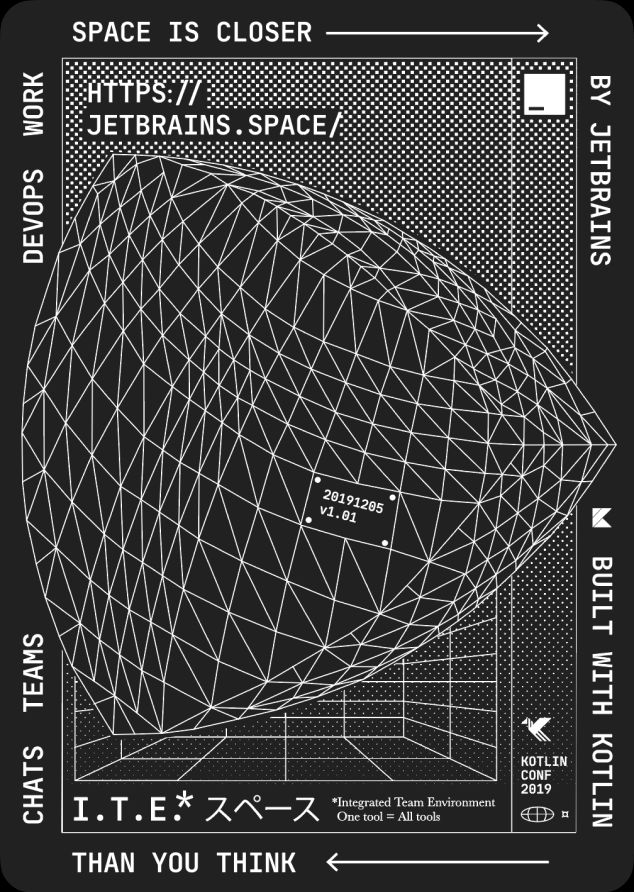 SPACE IS CLOSER
HTTPS://
JETBRAINS.SPACE/
WORK
DEVOPS
BY JETBRAINS
20191205
v1.01
TEAMS
CHATS
BUILT WITH KOTLIN
KOTLIN
CONF
2019
I.T.E.* スペース
*Integrated Team Environment
One tool = All tools
THAN YOU THINK